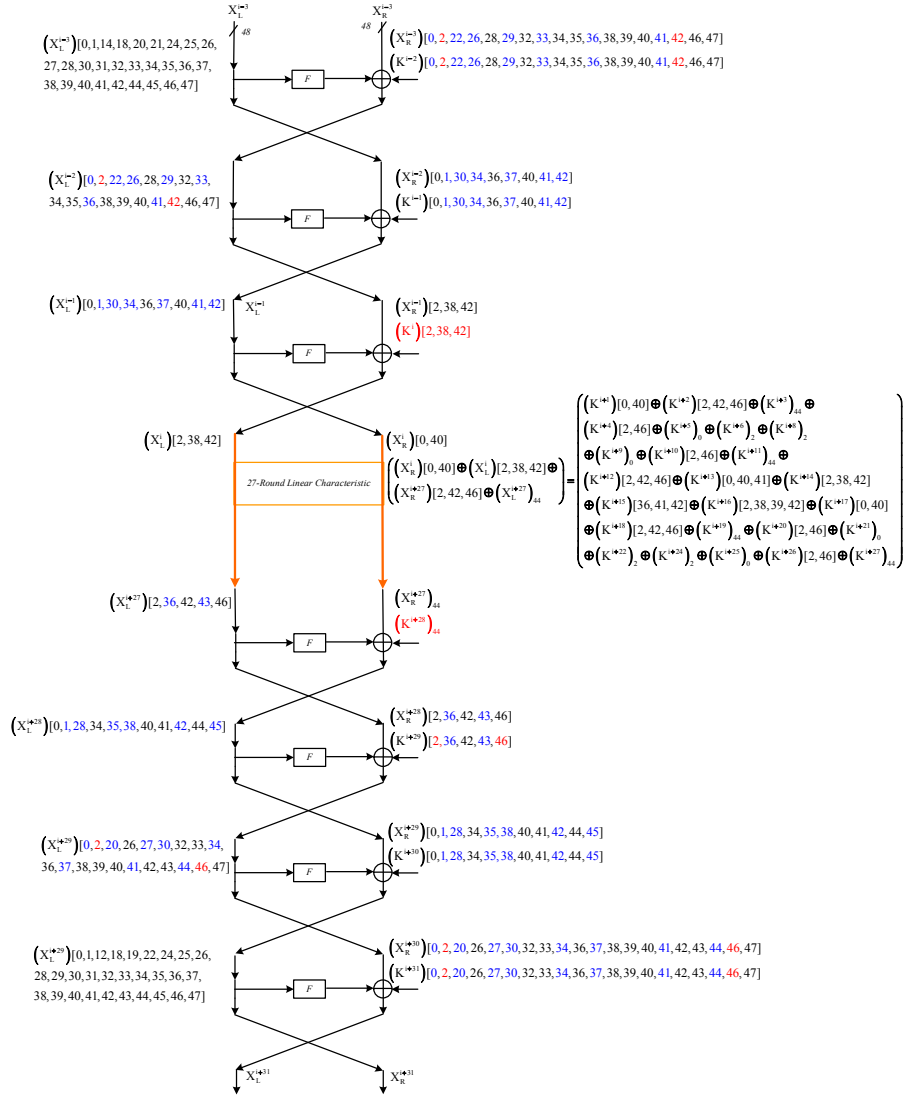 X_L^{i-3} X_R^{i-3}
48 48
(X_L^{i-3})[0,1,14,18,20,21,24,25,26,
27,28,30,31,32,33,34,35,36,37,
38,39,40,41,42,44,45,46,47]
(X_R^{i-3})[0,2,22,26,28,29,32,33,34,35,36,38,39,40,41,42,46,47]
(K^{i-2})[0,2,22,26,28,29,32,33,34,35,36,38,39,40,41,42,46,47]
F
(X_L^{i-2})[0,2,22,26,28,29,32,33,
34,35,36,38,39,40,41,42,46,47]
(X_R^{i-2})[0,1,30,34,36,37,40,41,42]
(K^{i-1})[0,1,30,34,36,37,40,41,42]
F
(X_L^{i-1})[0,1,30,34,36,37,40,41,42] X_L^{i-1}
(X_R^{i-1})[2,38,42]
(K^i)[2,38,42]
F
(X_L^i)[2,38,42]
(X_R^i)[0,40]
27-Round Linear Characteristic
((X_R^i)[0,40]⊕(X_L^i)[2,38,42]⊕
(X_R^{i+27})[2,42,46]⊕(X_L^{i+27})_{44}) =
((K^{i+1})[0,40]⊕(K^{i+2})[2,42,46]⊕(K^{i+3})_{44}⊕
(K^{i+4})[2,46]⊕(K^{i+5})_0⊕(K^{i+6})_2⊕(K^{i+8})_2
⊕(K^{i+9})_0⊕(K^{i+10})[2,46]⊕(K^{i+11})_{44}⊕
(K^{i+12})[2,42,46]⊕(K^{i+13})[0,40,41]⊕(K^{i+14})[2,38,42]
⊕(K^{i+15})[36,41,42]⊕(K^{i+16})[2,38,39,42]⊕(K^{i+17})[0,40]
⊕(K^{i+18})[2,42,46]⊕(K^{i+19})_{44}⊕(K^{i+20})[2,46]⊕(K^{i+21})_0
⊕(K^{i+22})_2⊕(K^{i+24})_2⊕(K^{i+25})_0⊕(K^{i+26})[2,46]⊕(K^{i+27})_{44})
(X_L^{i+27})[2,36,42,43,46]
(X_R^{i+27})_{44}
(K^{i+28})_{44}
F
(X_L^{i+28})[0,1,28,34,35,38,40,41,42,44,45]
(X_R^{i+28})[2,36,42,43,46]
(K^{i+29})[2,36,42,43,46]
F
(X_L^{i+29})[0,2,20,26,27,30,32,33,34,
36,37,38,39,40,41,42,43,44,46,47]
(X_R^{i+29})[0,1,28,34,35,38,40,41,42,44,45]
(K^{i+30})[0,1,28,34,35,38,40,41,42,44,45]
F
(X_L^{i+29})[0,1,12,18,19,22,24,25,26,
28,29,30,31,32,33,34,35,36,37,
38,39,40,41,42,43,44,45,46,47]
(X_R^{i+30})[0,2,20,26,27,30,32,33,34,36,37,38,39,40,41,42,43,44,46,47]
(K^{i+31})[0,2,20,26,27,30,32,33,34,36,37,38,39,40,41,42,43,44,46,47]
F
X_L^{i+31} X_R^{i+31}